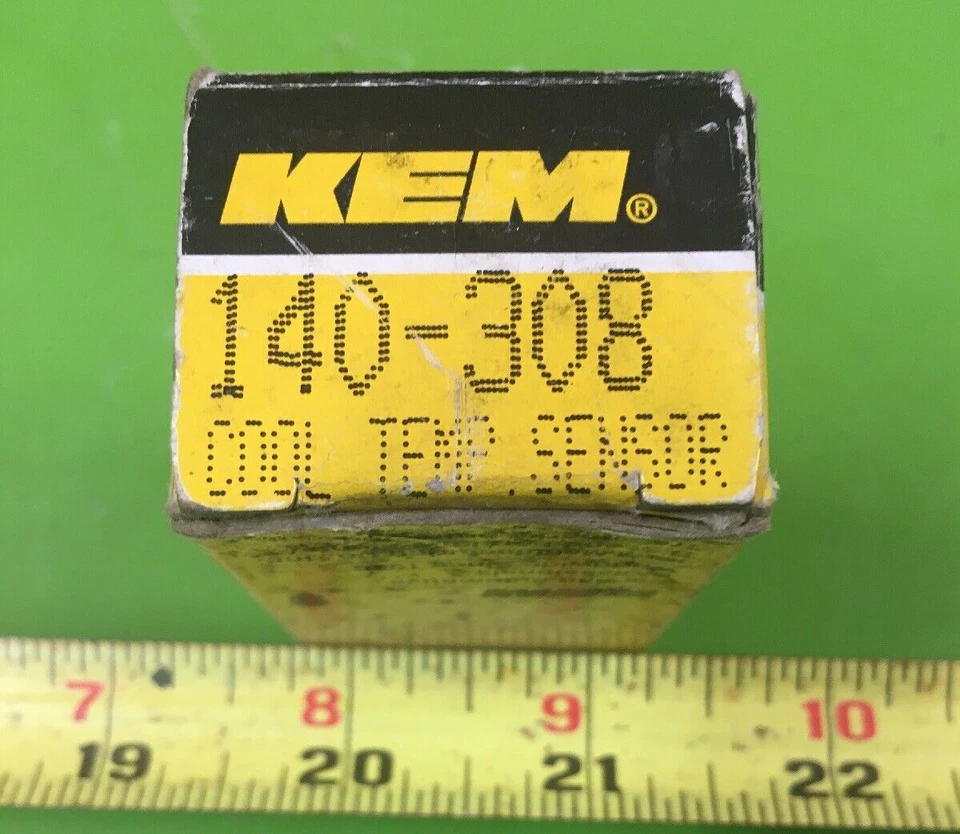 KEM®
140-308
COOL TEMP. SENSOR
7 8 9 10
19 20 21 22